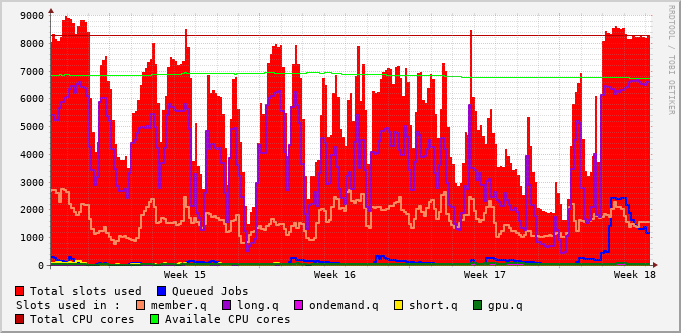 9000
8000
7000
6000
5000
4000
3000
2000
1000
0
Week 15 Week 16 Week 17 Week 18
RRDTOOL / TOBI OETIKER
Total slots used Queued Jobs
Slots used in : member.q long.q ondemand.q short.q gpu.q
Total CPU cores Availale CPU cores